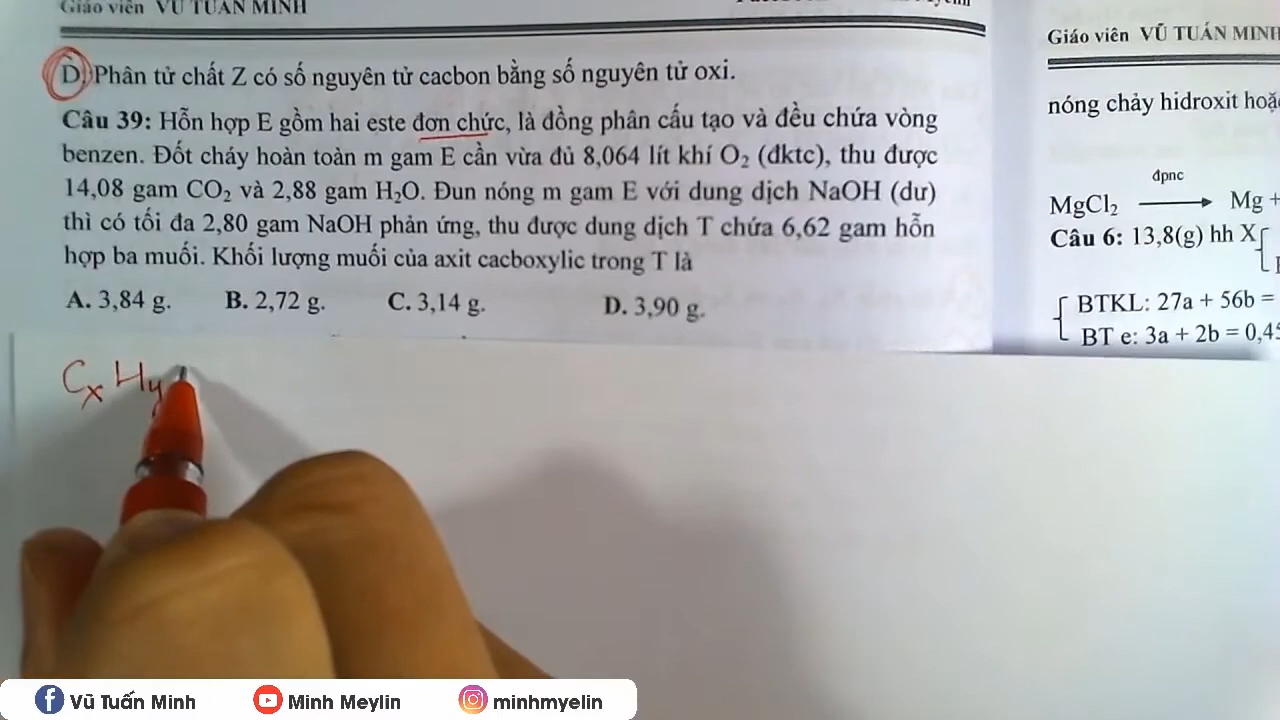 Giáo viên VŨ TUẤN MINH
D. Phân tử chất Z có số nguyên tử cacbon bằng số nguyên tử oxi.
Câu 39: Hỗn hợp E gồm hai este đơn chức, là đồng phân cấu tạo và đều chứa vòng
benzen. Đốt cháy hoàn toàn m gam E cần vừa đủ 8,064 lít khí O₂ (đktc), thu được
14,08 gam CO₂ và 2,88 gam H₂O. Đun nóng m gam E với dung dịch NaOH (dư)
thì có tối đa 2,80 gam NaOH phản ứng, thu được dung dịch T chứa 6,62 gam hỗn
hợp ba muối. Khối lượng muối của axit cacboxylic trong T là
A. 3,84 g. B. 2,72 g. C. 3,14 g. D. 3,90 g.
CₓHᵧ
Giáo viên VŨ TUẤN MINH
nóng chảy hidroxit hoặc
đpnc
MgCl₂ → Mg +
Câu 6: 13,8(g) hh X
BTKL: 27a + 56b =
BT e: 3a + 2b = 0,45
Vũ Tuấn Minh
Minh Meylin
minhmyelin